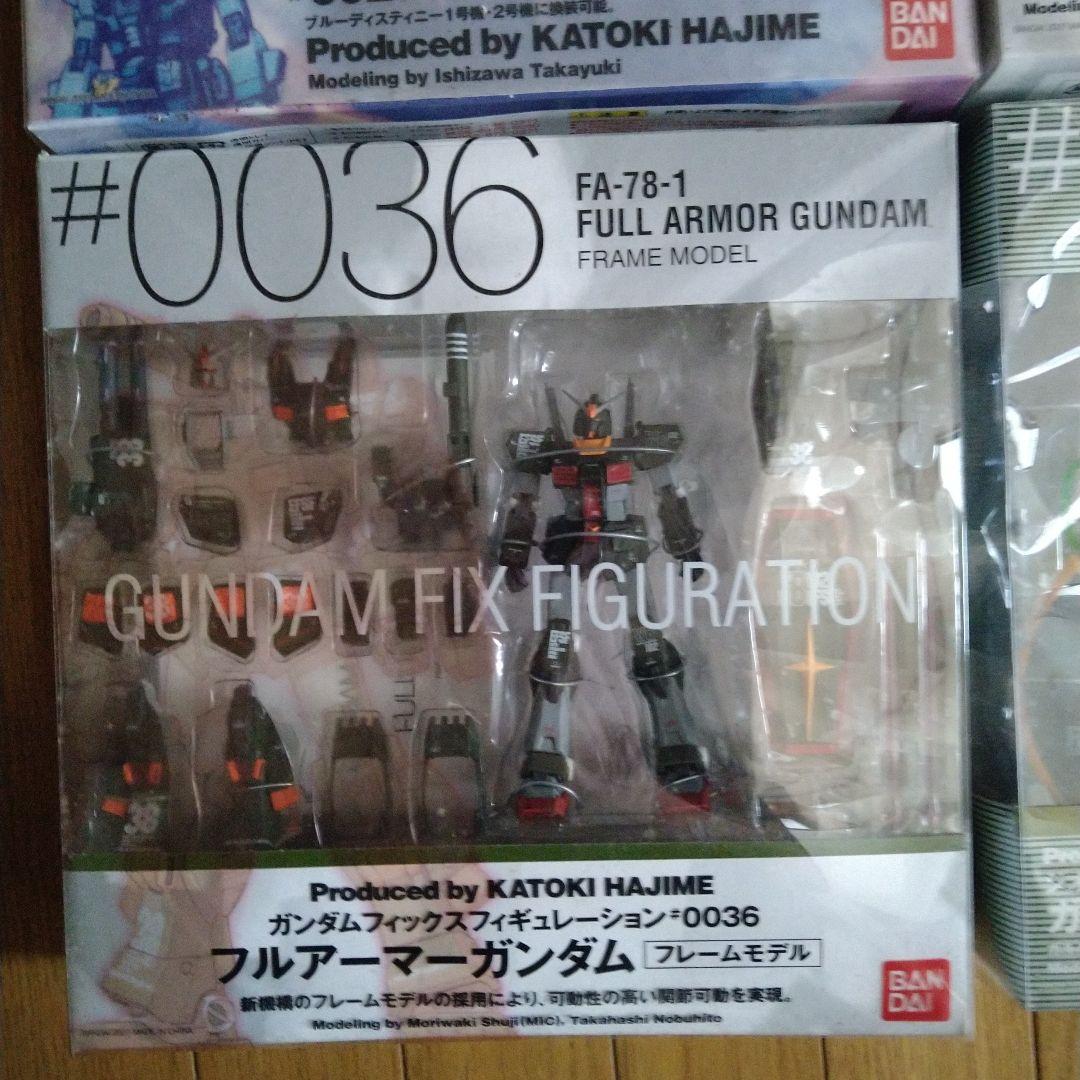 ブルーディスティニー1号機・2号機に換装可能。
Produced by KATOKI HAJIME
Modeling by Ishizawa Takayuki
BAN
DAI
#0036
FA-78-1
FULL ARMOR GUNDAM
FRAME MODEL
GUNDAM FIX FIGURATION
Produced by KATOKI HAJIME
ガンダムフィックスフィギュレーション#0036
フルアーマーガンダム フレームモデル
新機構のフレームモデルの採用により、可動性の高い関節可動を実現。
Modeling by Moriwaki Shuji(MIC), Takahashi Nobuhito
BAN
DAI